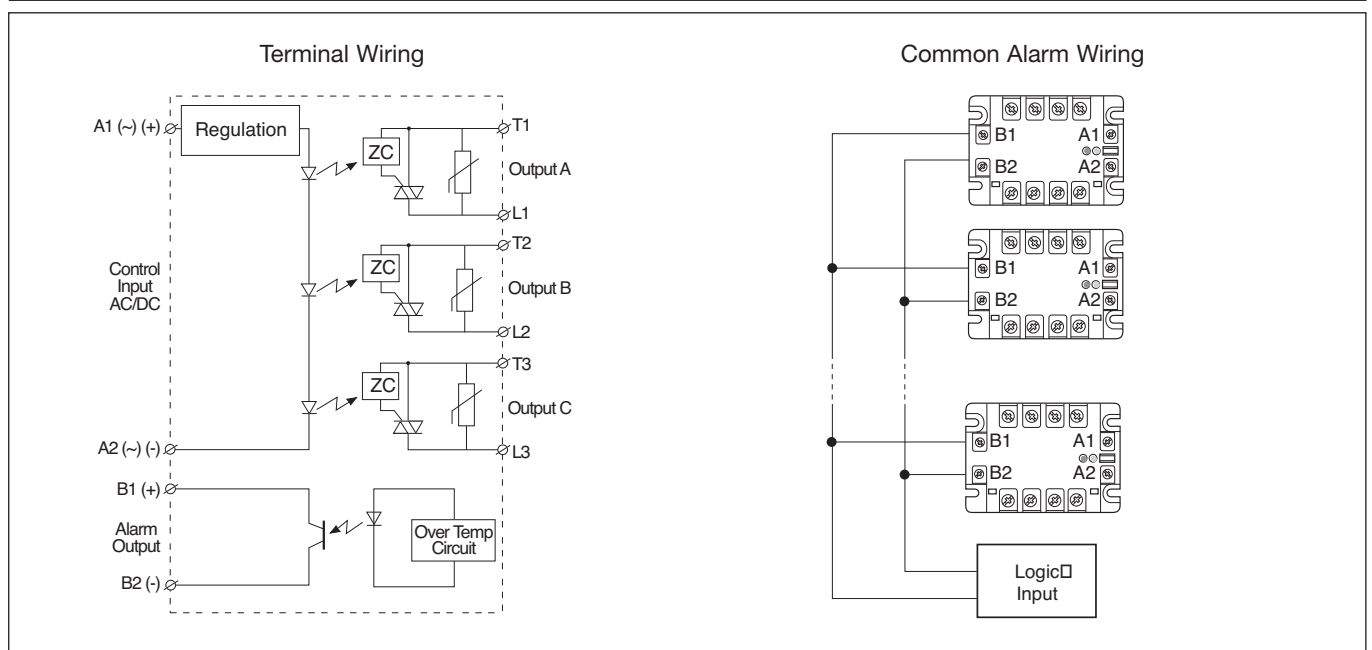 Terminal Wiring
A1 (~) (+)
Regulation
ZC
T1
Output A
L1
T2
ZC
Output B
L2
Control
Input
AC/DC
T3
ZC
Output C
L3
A2 (~) (-)
B1 (+)
Alarm
Output
Over Temp
Circuit
B2 (-)
Common Alarm Wiring
B1 A1
B2 A2
B1 A1
B2 A2
B1 A1
B2 A2
Logic□
Input